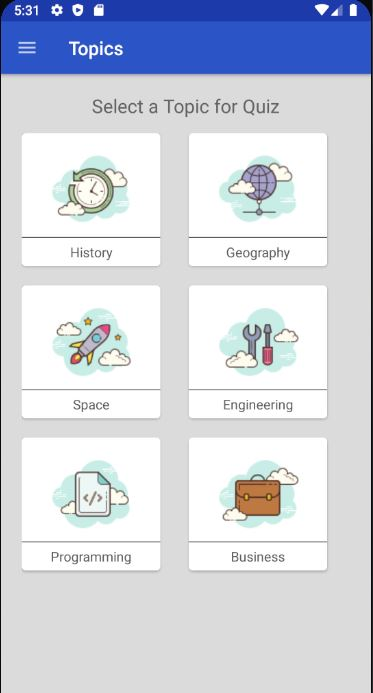 5:31
Topics
Select a Topic for Quiz
History
Geography
Space
Engineering
Programming
Business